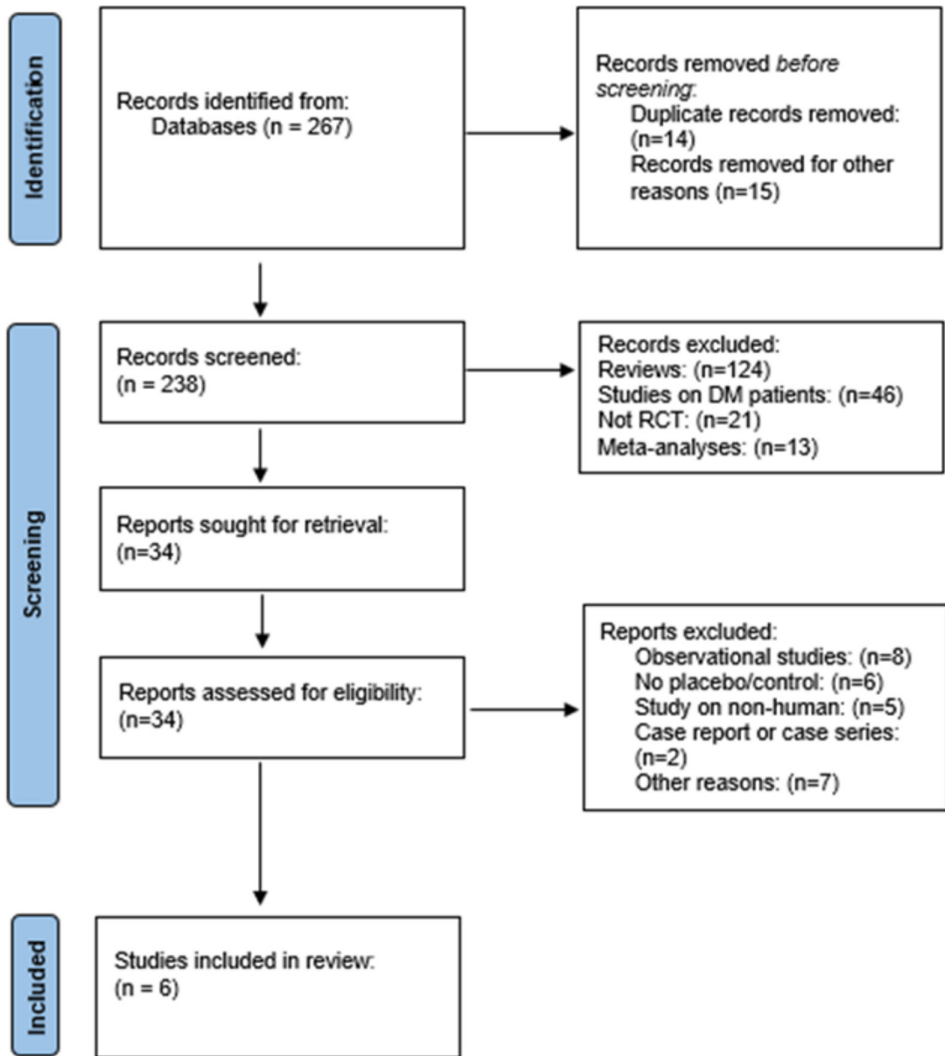 Identification
Records identified from:
Databases (n = 267)
Records removed before
screening:
Duplicate records removed:
(n=14)
Records removed for other
reasons (n=15)
Screening
Records screened:
(n = 238)
Records excluded:
Reviews: (n=124)
Studies on DM patients: (n=46)
Not RCT: (n=21)
Meta-analyses: (n=13)
Reports sought for retrieval:
(n=34)
Reports assessed for eligibility:
(n=34)
Reports excluded:
Observational studies: (n=8)
No placebo/control: (n=6)
Study on non-human: (n=5)
Case report or case series:
(n=2)
Other reasons: (n=7)
Included
Studies included in review:
(n = 6)